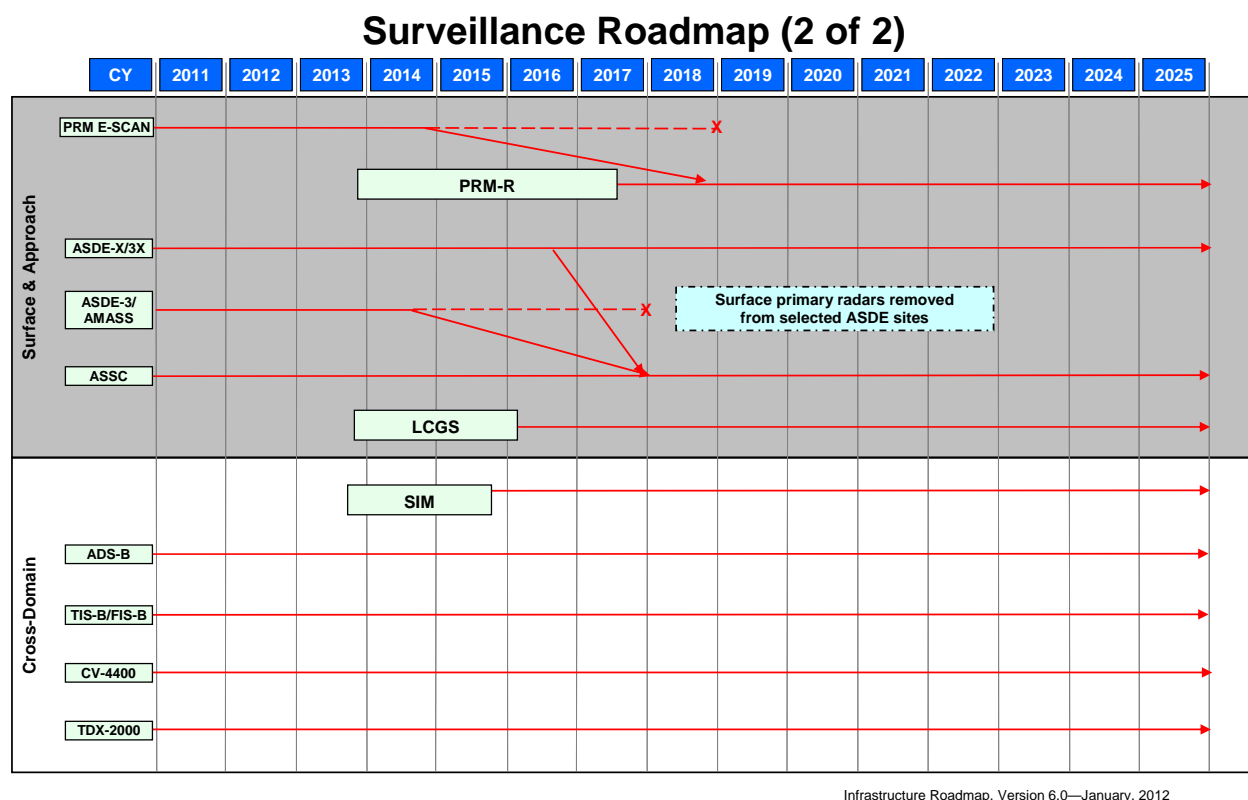 Surveillance Roadmap (2 of 2)
CY 2011 2012 2013 2014 2015 2016 2017 2018 2019 2020 2021 2022 2023 2024 2025
Surface & Approach
PRM E-SCAN
X
PRM-R
ASDE-X/3X
ASDE-3/
AMASS
X
Surface primary radars removed
from selected ASDE sites
ASSC
LCGS
Cross-Domain
SIM
ADS-B
TIS-B/FIS-B
CV-4400
TDX-2000
Infrastructure Roadmap, Version 6.0—January, 2012